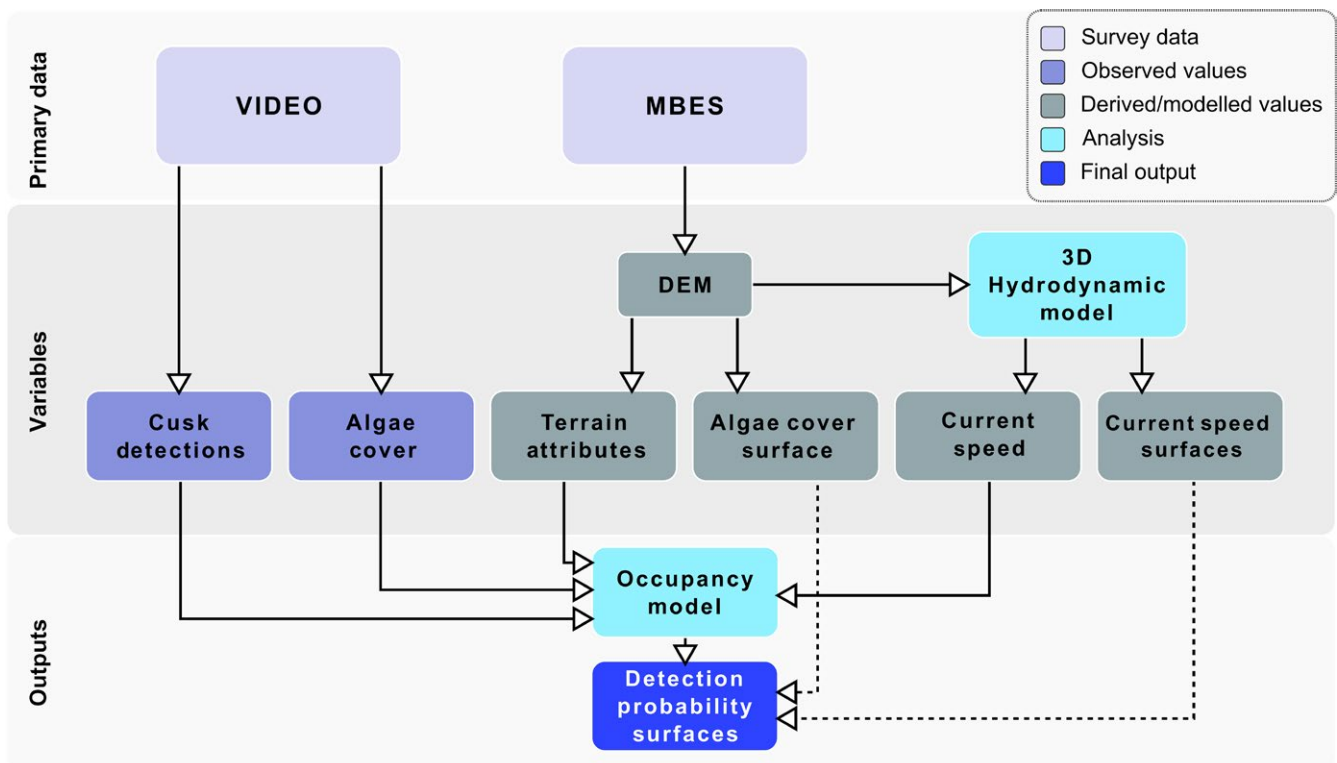 Primary data
VIDEO
MBES
Survey data
Observed values
Derived/modelled values
Analysis
Final output
Variables
DEM
3D
Hydrodynamic
model
Cusk
detections
Algae
cover
Terrain
attributes
Algae cover
surface
Current
speed
Current speed
surfaces
Outputs
Occupancy
model
Detection
probability
surfaces